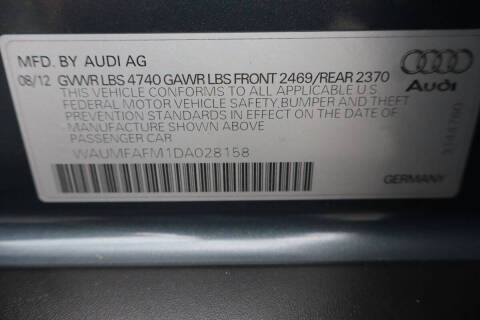 MFD. BY AUDI AG
08/12 GVWR LBS 4740 GAWR LBS FRONT 2469/REAR 2370
THIS VEHICLE CONFORMS TO ALL APPLICABLE U.S.
FEDERAL MOTOR VEHICLE SAFETY, BUMPER AND THEFT
PREVENTION STANDARDS IN EFFECT ON THE DATE OF
MANUFACTURE SHOWN ABOVE
PASSENGER CAR
WAUMFAFM1DA028158
Audi
GERMANY